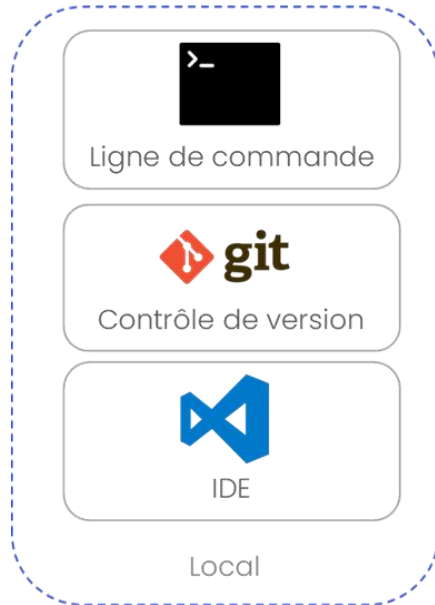 >_
Ligne de commande
git
Contrôle de version
IDE
Local